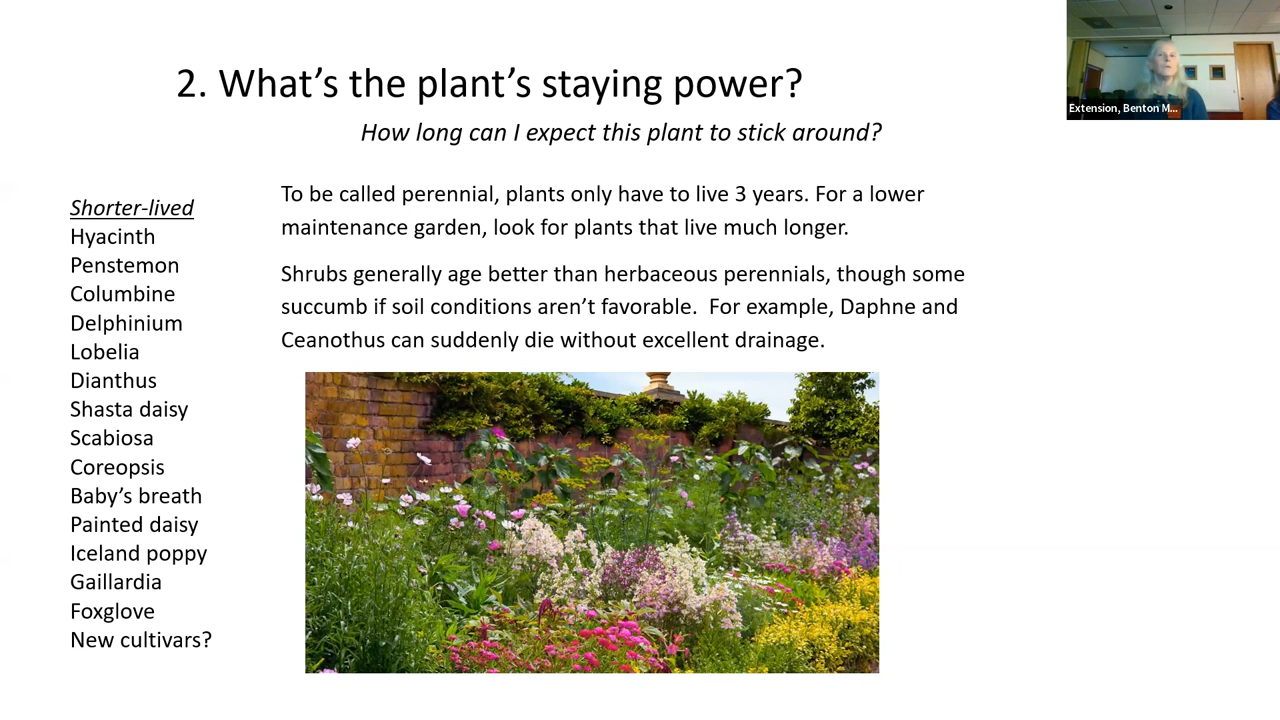 2. What's the plant's staying power?
How long can I expect this plant to stick around?
Shorter-lived
Hyacinth
Penstemon
Columbine
Delphinium
Lobelia
Dianthus
Shasta daisy
Scabiosa
Coreopsis
Baby's breath
Painted daisy
Iceland poppy
Gaillardia
Foxglove
New cultivars?
To be called perennial, plants only have to live 3 years. For a lower
maintenance garden, look for plants that live much longer.
Shrubs generally age better than herbaceous perennials, though some
succumb if soil conditions aren't favorable.  For example, Daphne and
Ceanothus can suddenly die without excellent drainage.
Extension, Benton M...